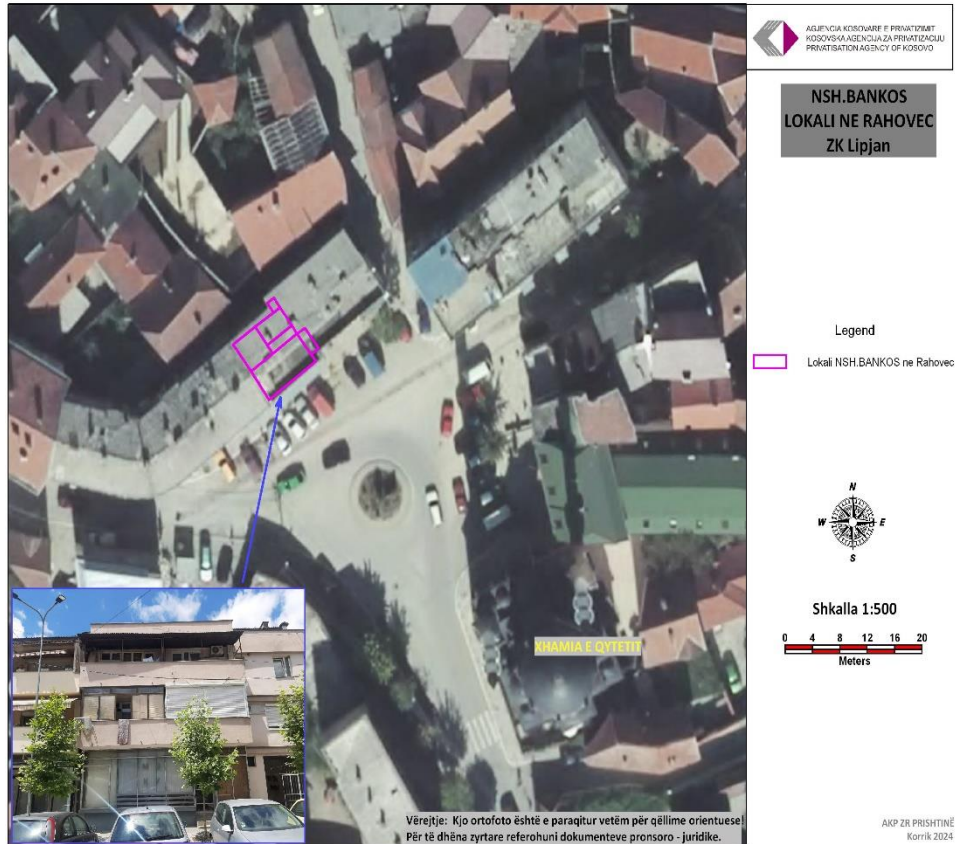 AGJENCIA KOSOVARE E PRIVATIZIMIT
KOSOVSKA AGENCIJA ZA PRIVATIZACIJU
PRIVATISATION AGENCY OF KOSOVO
NSH.BANKOS
LOKALI NE RAHOVEC
ZK Lipjan
Legend
Lokali NSH.BANKOS ne Rahovec
N
W E
S
Shkalla 1:500
0 4 8 12 16 20
Meters
XHAMIA E QYTETIT
Vërejtje: Kjo ortofoto është e paraqitur vetëm për qëllime orientuese!
Për të dhëna zyrtare referohuni dokumenteve pronsoro - juridike.
AKP ZR PRISHTINË
Korrik 2024